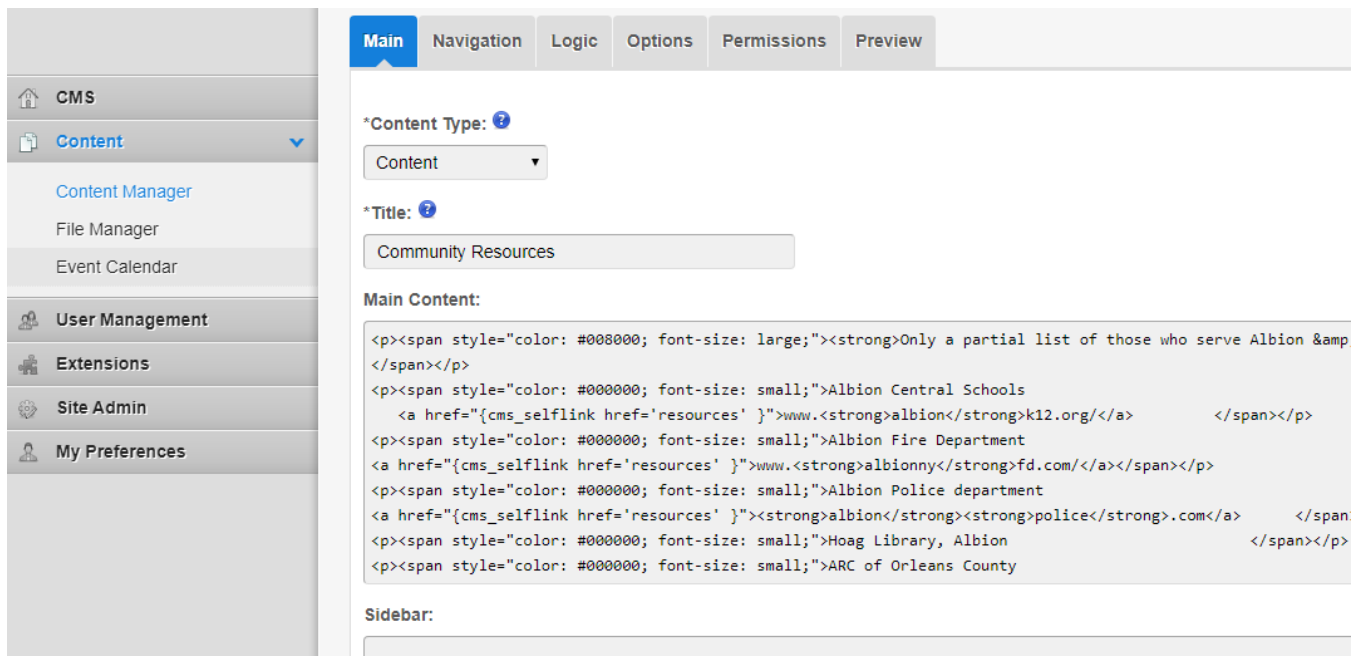 Main Navigation Logic Options Permissions Preview
CMS
Content
Content Manager
File Manager
Event Calendar
User Management
Extensions
Site Admin
My Preferences
*Content Type: ?
Content
*Title: ?
Community Resources
Main Content:
<p><span style="color: #008000; font-size: large;"><strong>Only a partial list of those who serve Albion &amp;
</span></p>
<p><span style="color: #000000; font-size: small;">Albion Central Schools
<a href="{cms_selflink href='resources' }">www.<strong>albion</strong>k12.org/</a> </span></p>
<p><span style="color: #000000; font-size: small;">Albion Fire Department
<a href="{cms_selflink href='resources' }">www.<strong>albionny</strong>fd.com/</a></span></p>
<p><span style="color: #000000; font-size: small;">Albion Police department
<a href="{cms_selflink href='resources' }"><strong>albion</strong><strong>police</strong>.com</a> </span>
<p><span style="color: #000000; font-size: small;">Hoag Library, Albion </span></p>
<p><span style="color: #000000; font-size: small;">ARC of Orleans County
Sidebar: